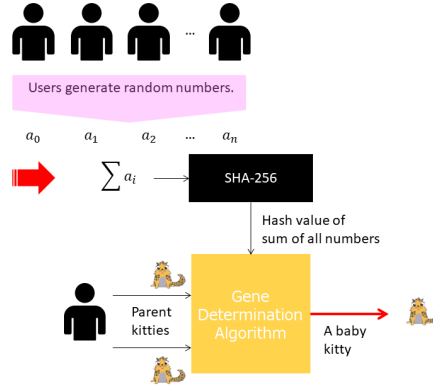 ...
Users generate random numbers.
a₀ a₁ a₂ ... aₙ
∑ aᵢ
SHA-256
Hash value of
sum of all numbers
Parent
kitties
Gene
Determination
Algorithm
A baby
kitty